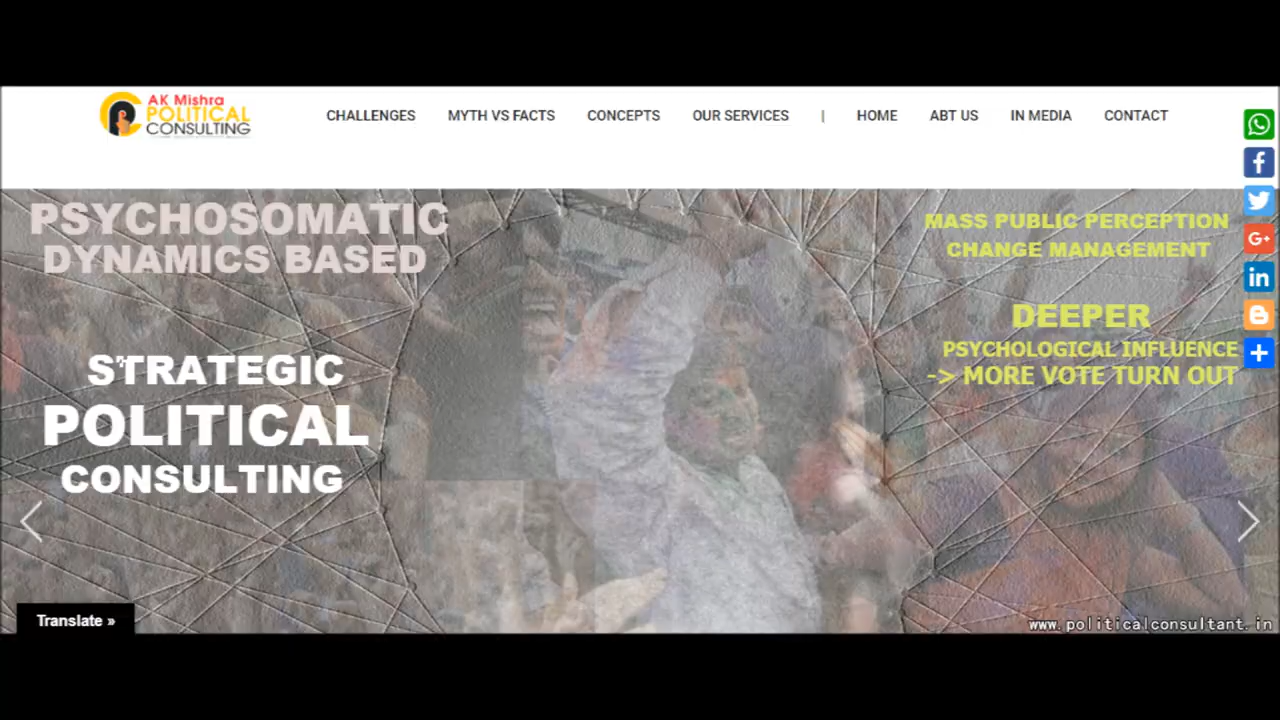 AK Mishra
POLITICAL
CONSULTING
CHALLENGES MYTH VS FACTS CONCEPTS OUR SERVICES | HOME ABT US IN MEDIA CONTACT
PSYCHOSOMATIC
DYNAMICS BASED
STRATEGIC
POLITICAL
CONSULTING
MASS PUBLIC PERCEPTION
CHANGE MANAGEMENT
DEEPER
PSYCHOLOGICAL INFLUENCE
-> MORE VOTE TURN OUT
Translate »
www.politicalconsultant.in